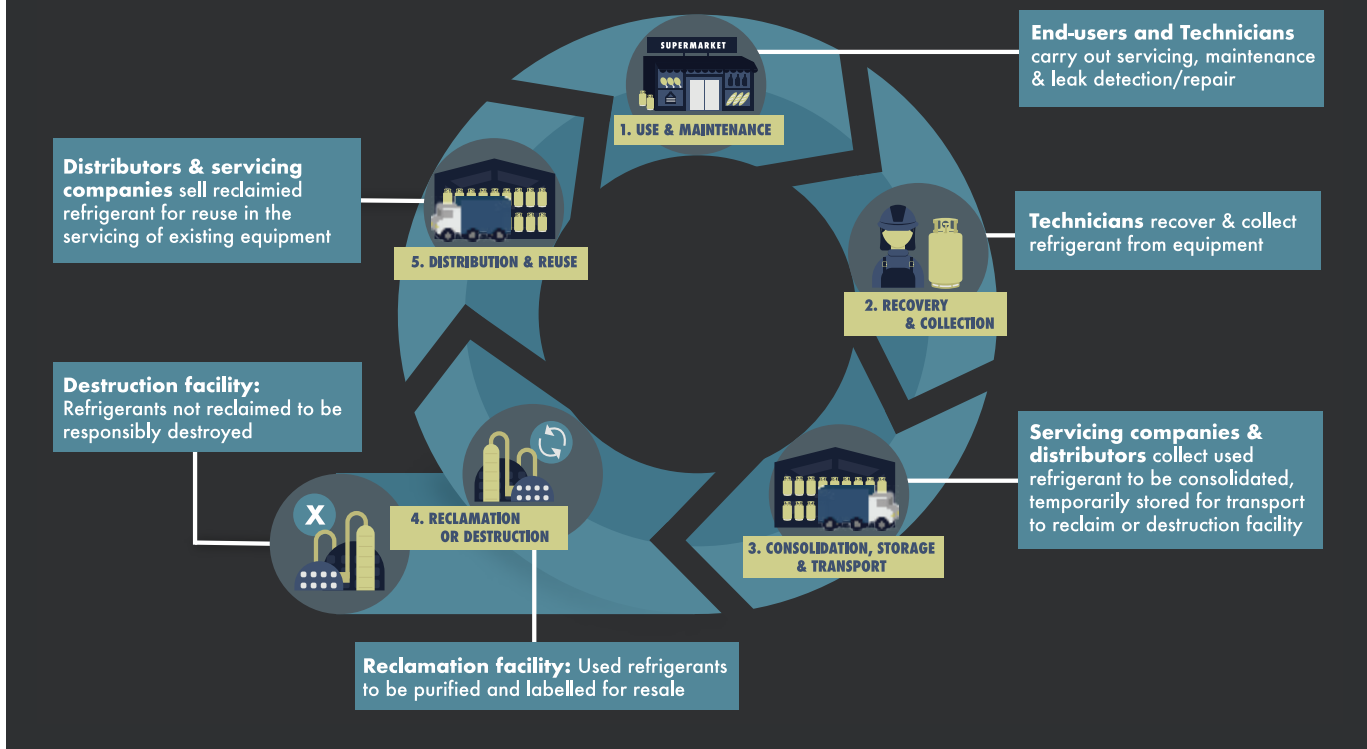 SUPERMARKET
1. USE & MAINTENANCE
End-users and Technicians
carry out servicing, maintenance
& leak detection/repair
2. RECOVERY
& COLLECTION
Technicians recover & collect
refrigerant from equipment
3. CONSOLIDATION, STORAGE
& TRANSPORT
Servicing companies &
distributors collect used
refrigerant to be consolidated,
temporarily stored for transport
to reclaim or destruction facility
4. RECLAMATION
OR DESTRUCTION
Reclamation facility: Used refrigerants
to be purified and labelled for resale
X
Destruction facility:
Refrigerants not reclaimed to be
responsibly destroyed
5. DISTRIBUTION & REUSE
Distributors & servicing
companies sell reclaimied
refrigerant for reuse in the
servicing of existing equipment